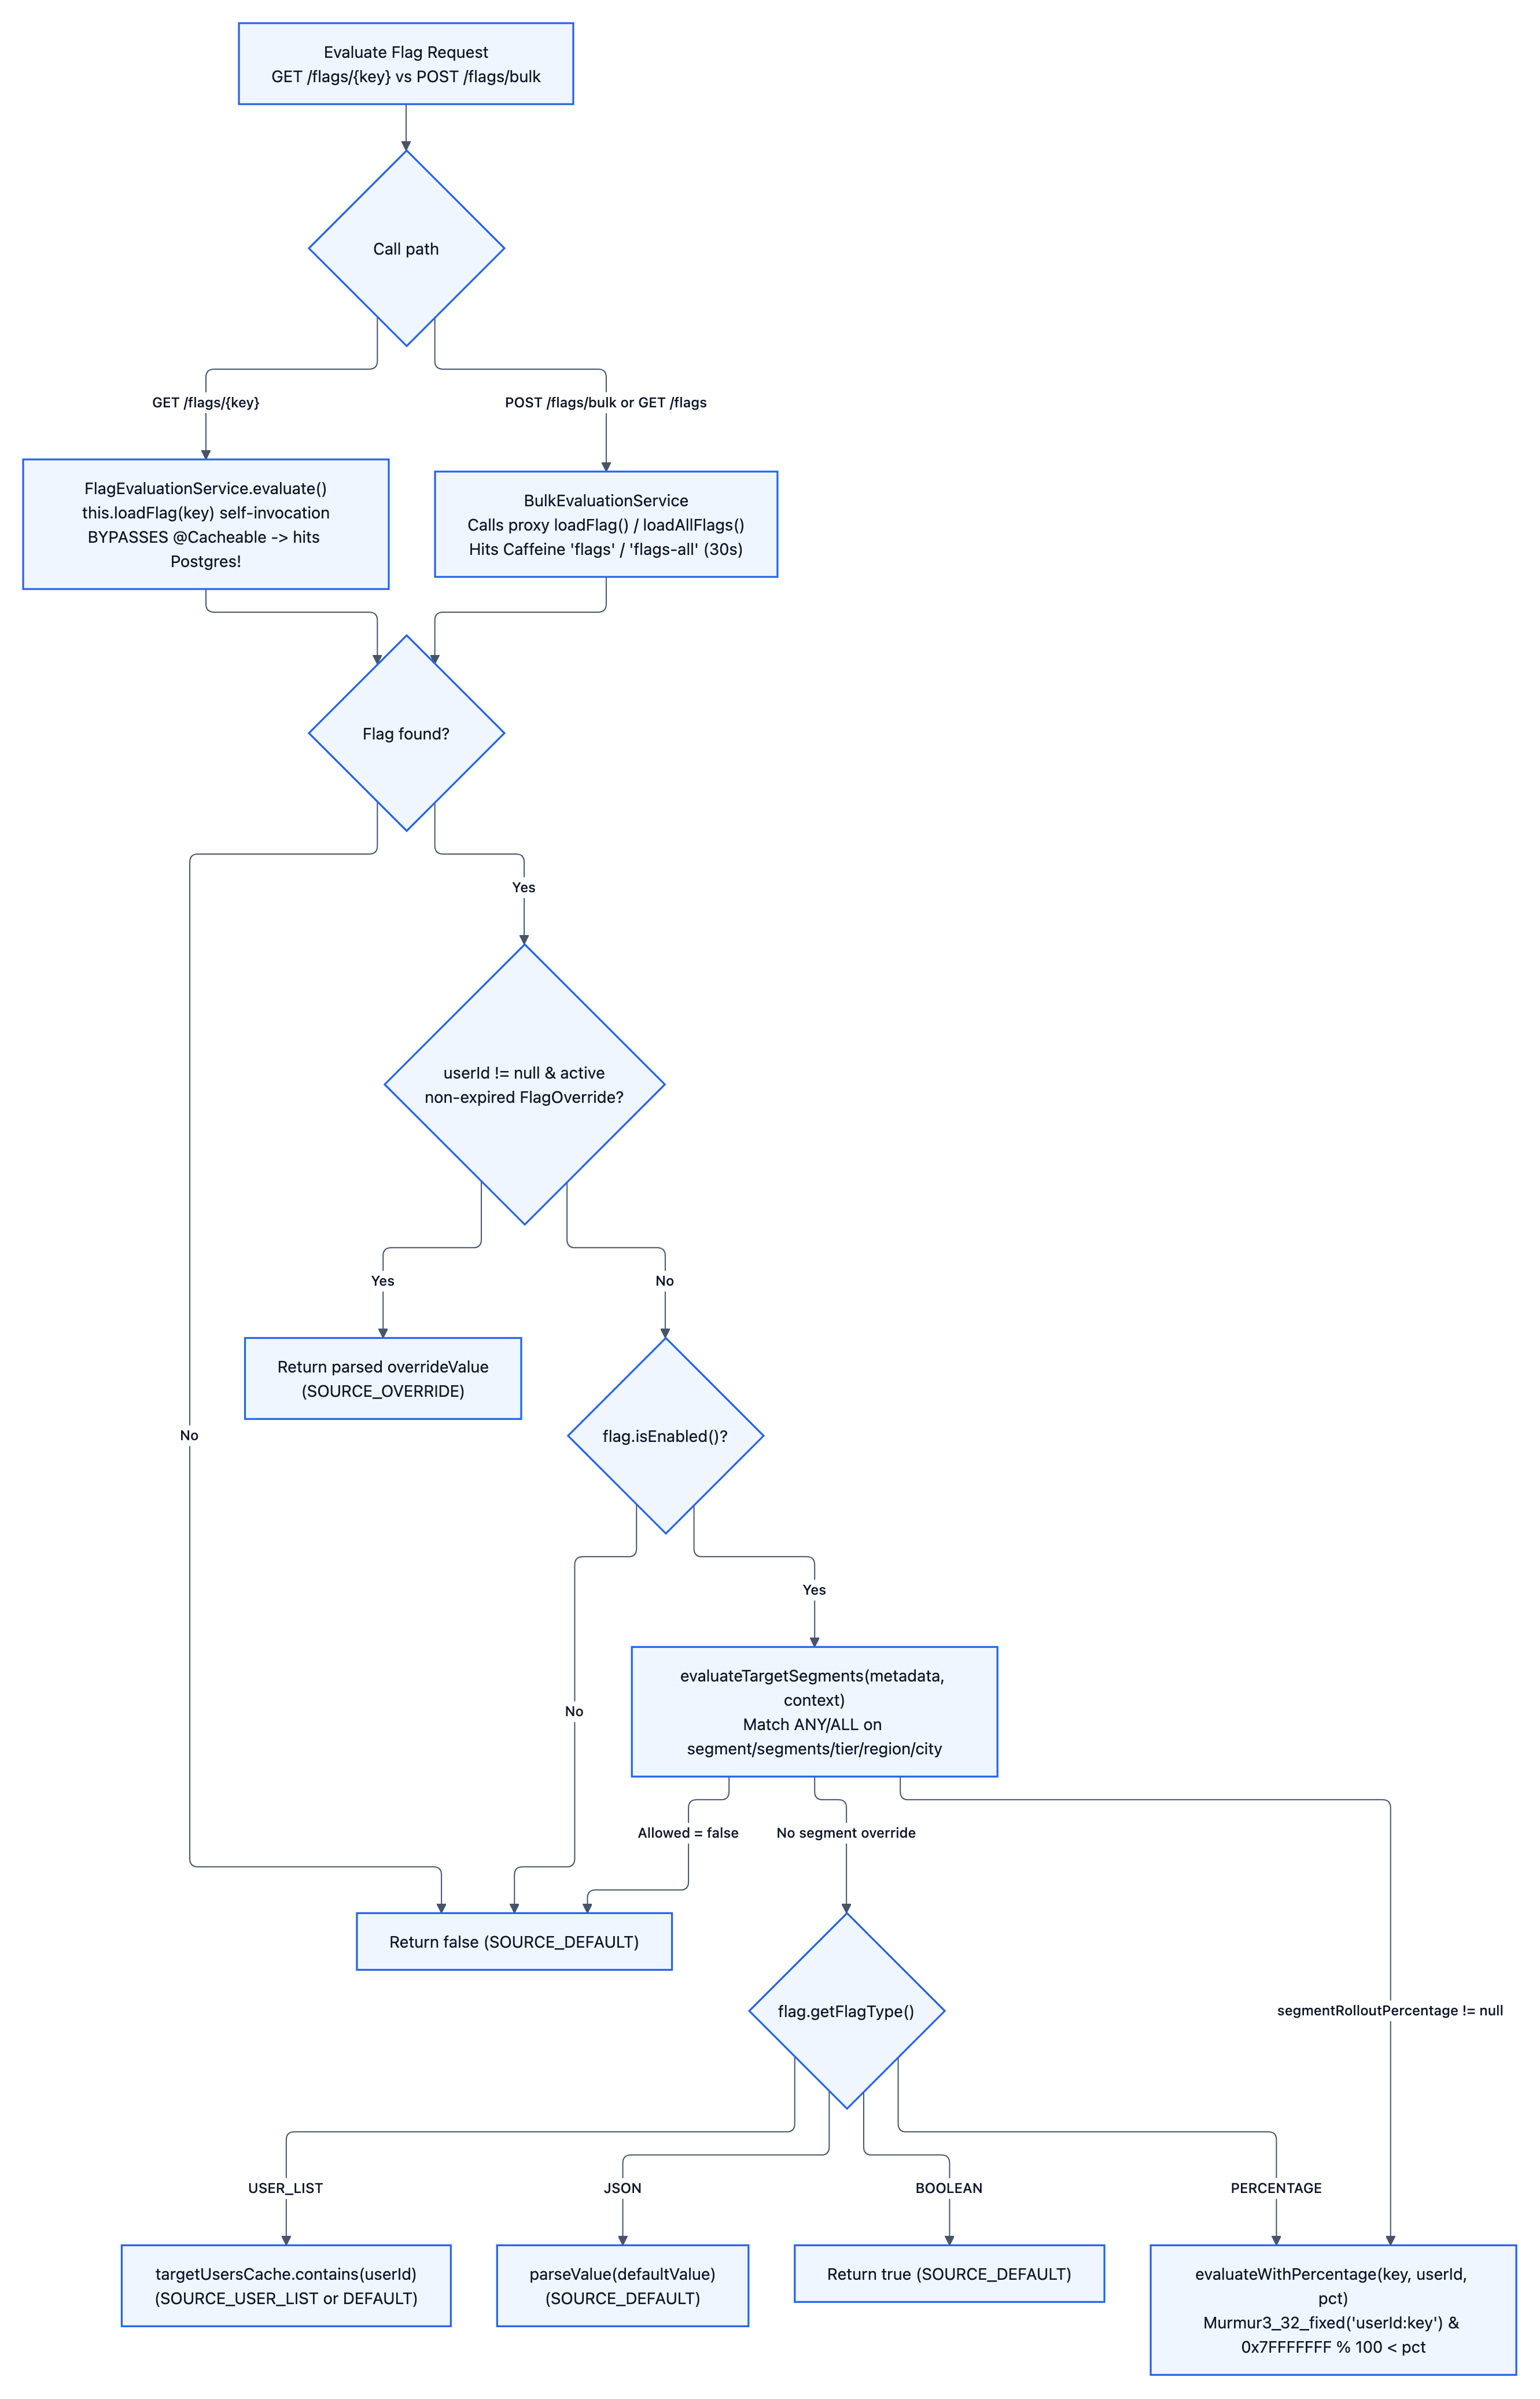 Evaluate Flag Request
GET /flags/{key} vs POST /flags/bulk
Call path
GET /flags/{key}
POST /flags/bulk or GET /flags
FlagEvaluationService.evaluate()
this.loadFlag(key) self-invocation
BYPASSES @Cacheable -> hits
Postgres!
BulkEvaluationService
Calls proxy loadFlag() / loadAllFlags()
Hits Caffeine 'flags' / 'flags-all' (30s)
Flag found?
Yes
userId != null & active
non-expired FlagOverride?
Yes
No
Return parsed overrideValue
(SOURCE_OVERRIDE)
No
flag.isEnabled()?
Yes
No
evaluateTargetSegments(metadata,
context)
Match ANY/ALL on
segment/segments/tier/region/city
Allowed = false
No segment override
Return false (SOURCE_DEFAULT)
flag.getFlagType()
segmentRolloutPercentage != null
USER_LIST
JSON
BOOLEAN
PERCENTAGE
targetUsersCache.contains(userId)
(SOURCE_USER_LIST or DEFAULT)
parseValue(defaultValue)
(SOURCE_DEFAULT)
Return true (SOURCE_DEFAULT)
evaluateWithPercentage(key, userId,
pct)
Murmur3_32_fixed('userId:key') &
0x7FFFFFFF % 100 < pct